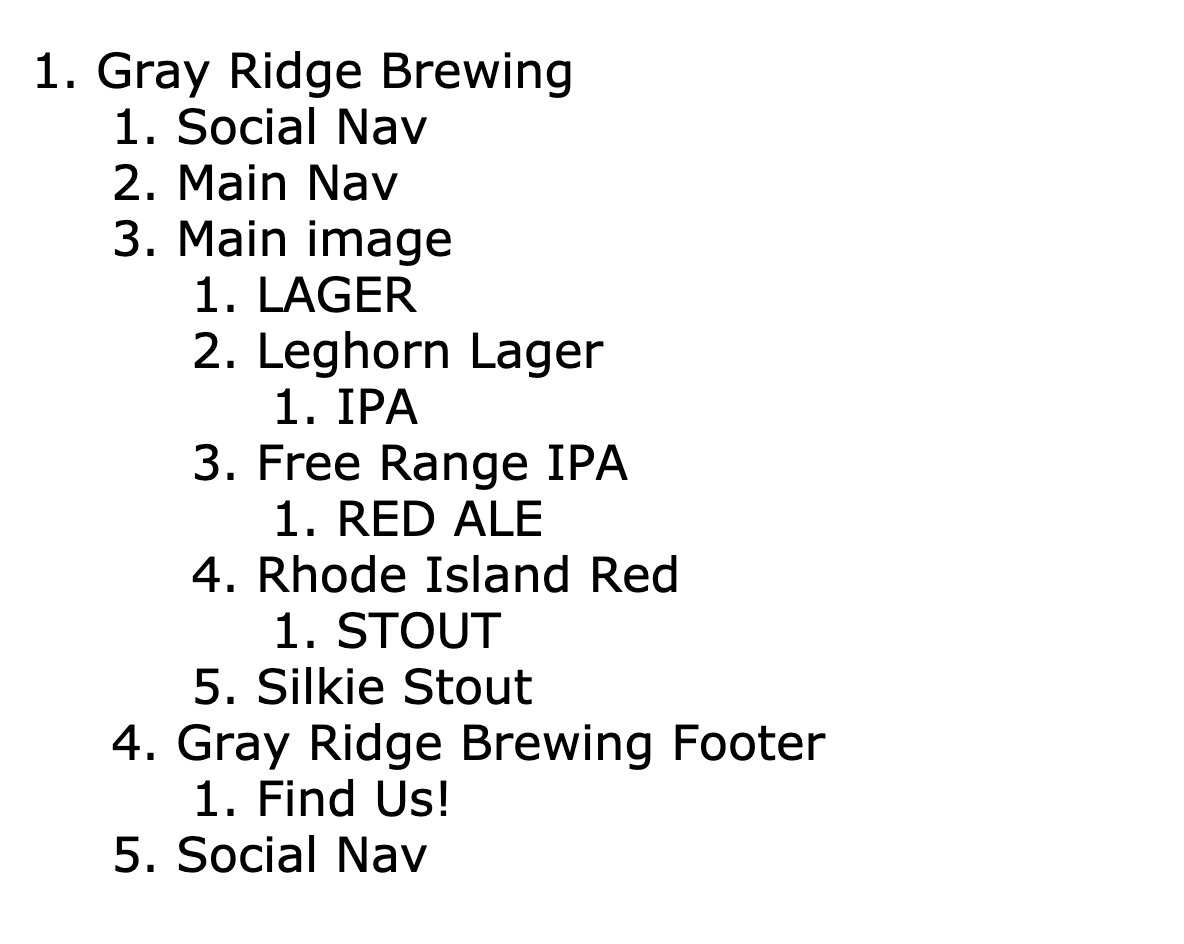 1. Gray Ridge Brewing
1. Social Nav
2. Main Nav
3. Main image
1. LAGER
2. Leghorn Lager
1. IPA
3. Free Range IPA
1. RED ALE
4. Rhode Island Red
1. STOUT
5. Silkie Stout
4. Gray Ridge Brewing Footer
1. Find Us!
5. Social Nav